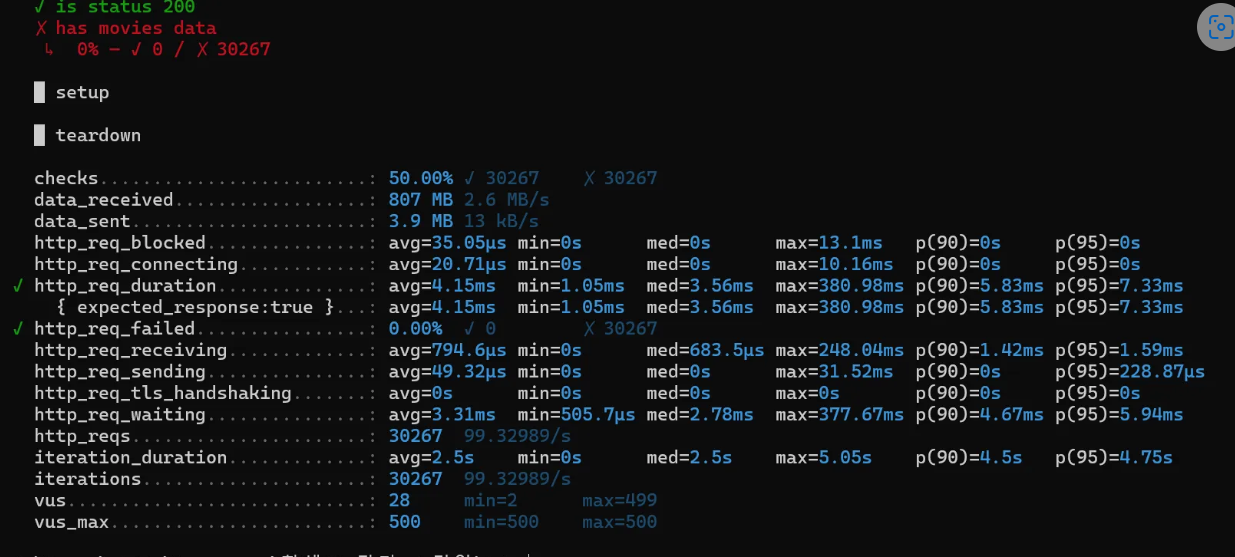 ✓ is status 200
✗ has movies data
↳ 0% — ✓ 0 / ✗ 30267
█ setup
█ teardown
checks.........................: 50.00% ✓ 30267 ✗ 30267
data_received..................: 807 MB 2.6 MB/s
data_sent......................: 3.9 MB 13 kB/s
http_req_blocked...............: avg=35.05µs min=0s med=0s max=13.1ms p(90)=0s p(95)=0s
http_req_connecting............: avg=20.71µs min=0s med=0s max=10.16ms p(90)=0s p(95)=0s
✓ http_req_duration..............: avg=4.15ms min=1.05ms med=3.56ms max=380.98ms p(90)=5.83ms p(95)=7.33ms
{ expected_response:true }...: avg=4.15ms min=1.05ms med=3.56ms max=380.98ms p(90)=5.83ms p(95)=7.33ms
✓ http_req_failed................: 0.00% ✓ 0 ✗ 30267
http_req_receiving.............: avg=794.6µs min=0s med=683.5µs max=248.04ms p(90)=1.42ms p(95)=1.59ms
http_req_sending...............: avg=49.32µs min=0s med=0s max=31.52ms p(90)=0s p(95)=228.87µs
http_req_tls_handshaking.......: avg=0s min=0s med=0s max=0s p(90)=0s p(95)=0s
http_req_waiting...............: avg=3.31ms min=505.7µs med=2.78ms max=377.67ms p(90)=4.67ms p(95)=5.94ms
http_reqs......................: 30267 99.32989/s
iteration_duration.............: avg=2.5s min=0s med=2.5s max=5.05s p(90)=4.5s p(95)=4.75s
iterations.....................: 30267 99.32989/s
vus............................: 28 min=2 max=499
vus_max........................: 500 min=500 max=500